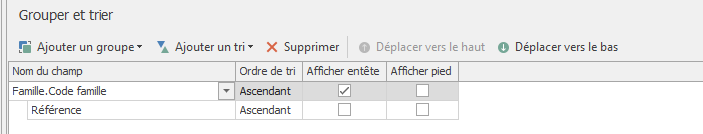 Grouper et trier
Ajouter un groupe Ajouter un tri Supprimer Déplacer vers le haut Déplacer vers le bas
Nom du champ Ordre de tri Afficher entête Afficher pied
Famille.Code famille Ascendant
Référence Ascendant